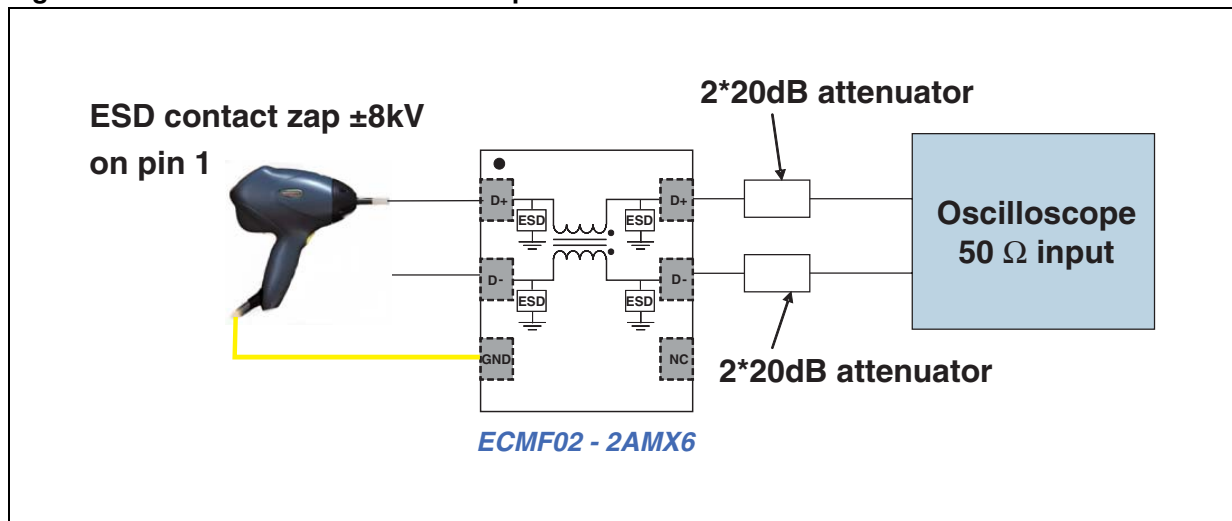 ESD contact zap ±8kV
on pin 1
2*20dB attenuator
D+
ESD
ESD
D+
D-
ESD
ESD
D-
GND
NC
Oscilloscope
50 Ω input
2*20dB attenuator
ECMF02 - 2AMX6